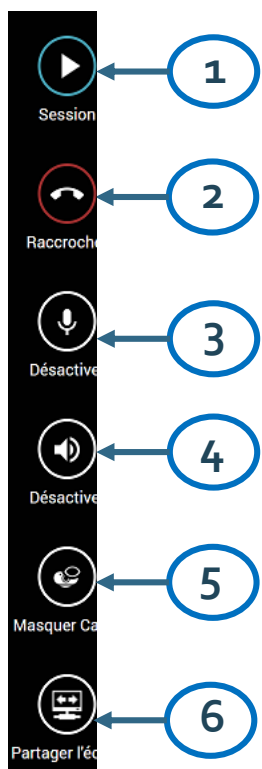 Session
1
Raccroche
2
Désactive
3
Désactive
4
Masquer Ca
5
Partager l'éc
6